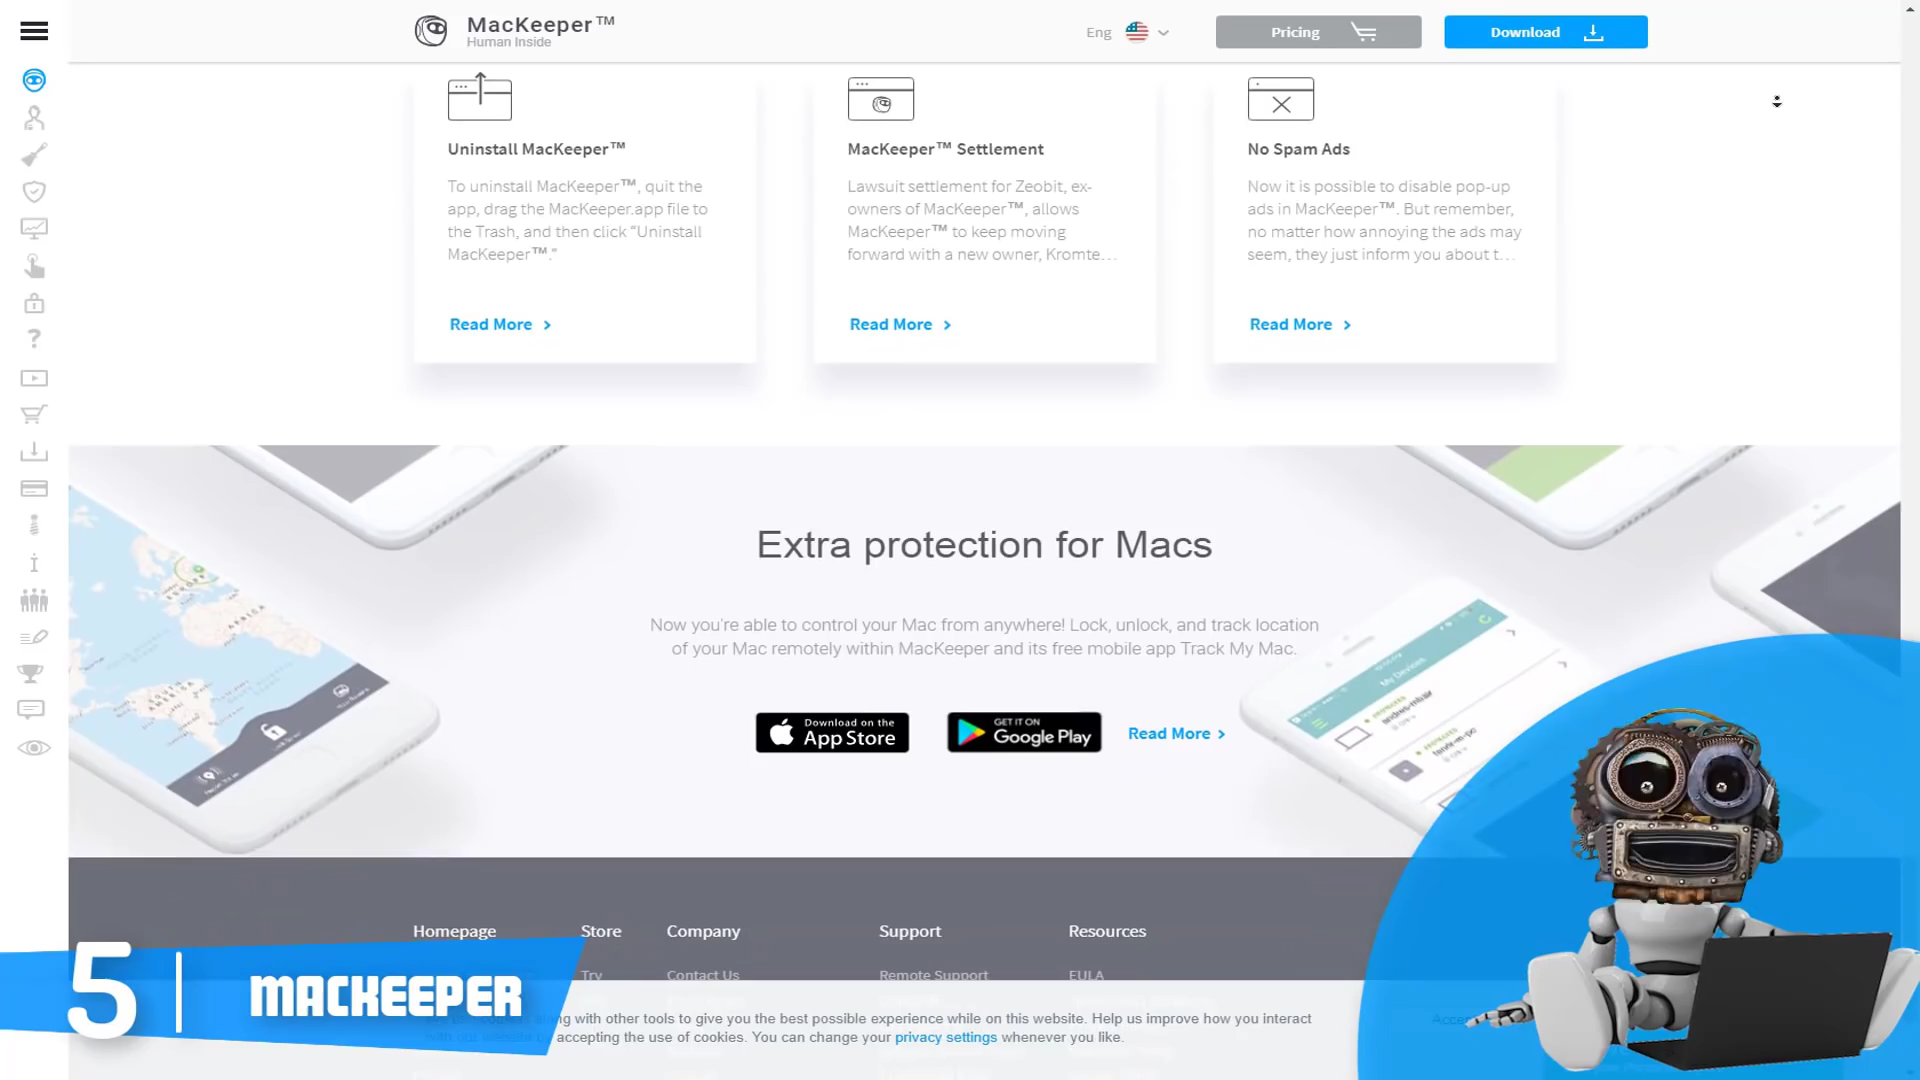 MacKeeper™
Human Inside
Eng
Pricing
Download
Uninstall MacKeeper™
To uninstall MacKeeper™, quit the
app, drag the MacKeeper.app file to
the Trash, and then click “Uninstall
MacKeeper™.”
Read More
MacKeeper™ Settlement
Lawsuit settlement for Zeobit, ex-
owners of MacKeeper™, allows
MacKeeper™ to keep moving
forward with a new owner, Kromte...
Read More
No Spam Ads
Now it is possible to disable pop-up
ads in MacKeeper™. But remember,
no matter how annoying the ads may
seem, they just inform you about t...
Read More
Extra protection for Macs
Now you're able to control your Mac from anywhere! Lock, unlock, and track location
of your Mac remotely within MacKeeper and its free mobile app Track My Mac.
Download on the
App Store
GET IT ON
Google Play
Read More
My Devices
EUROPE
AFRICA
SOUTH
AMERICA
Homepage
Store
Company
Support
Resources
Try
Contact Us
Remote Support
EULA
5 MACKEEPER
along with other tools to give you the best possible experience while on this website. Help us improve how you interact
accepting the use of cookies. You can change your privacy settings whenever you like.